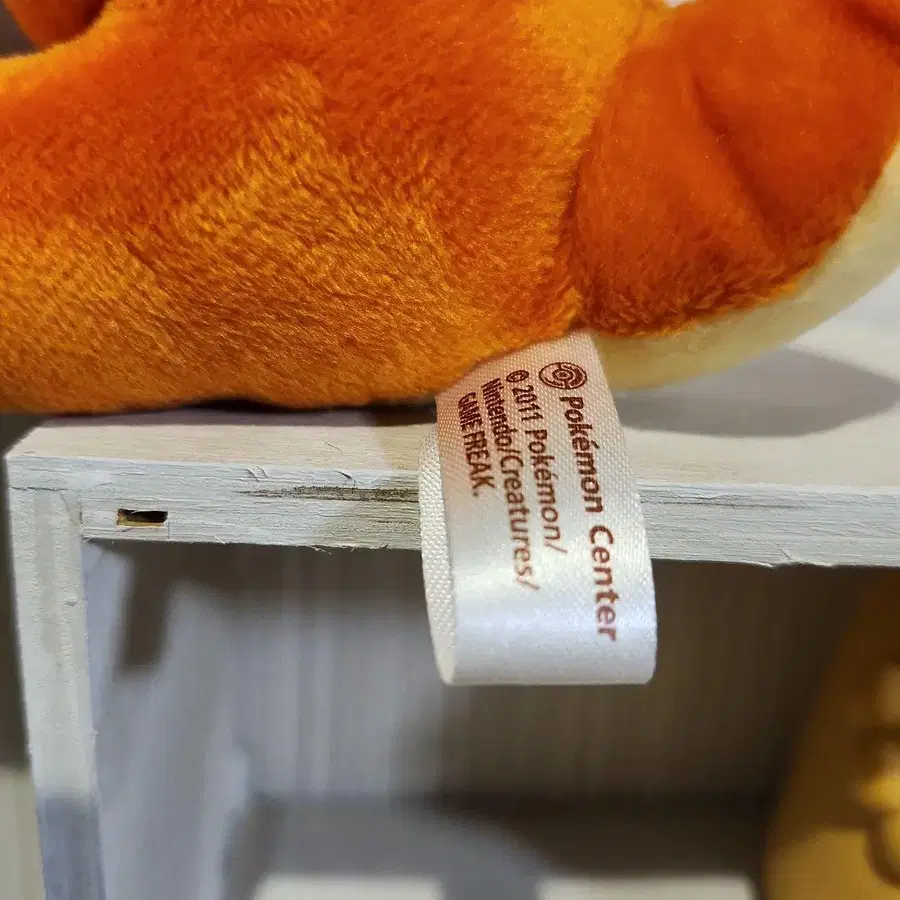 Pokémon Center
© 2011 Pokémon/
Nintendo/Creatures/
GAME FREAK.